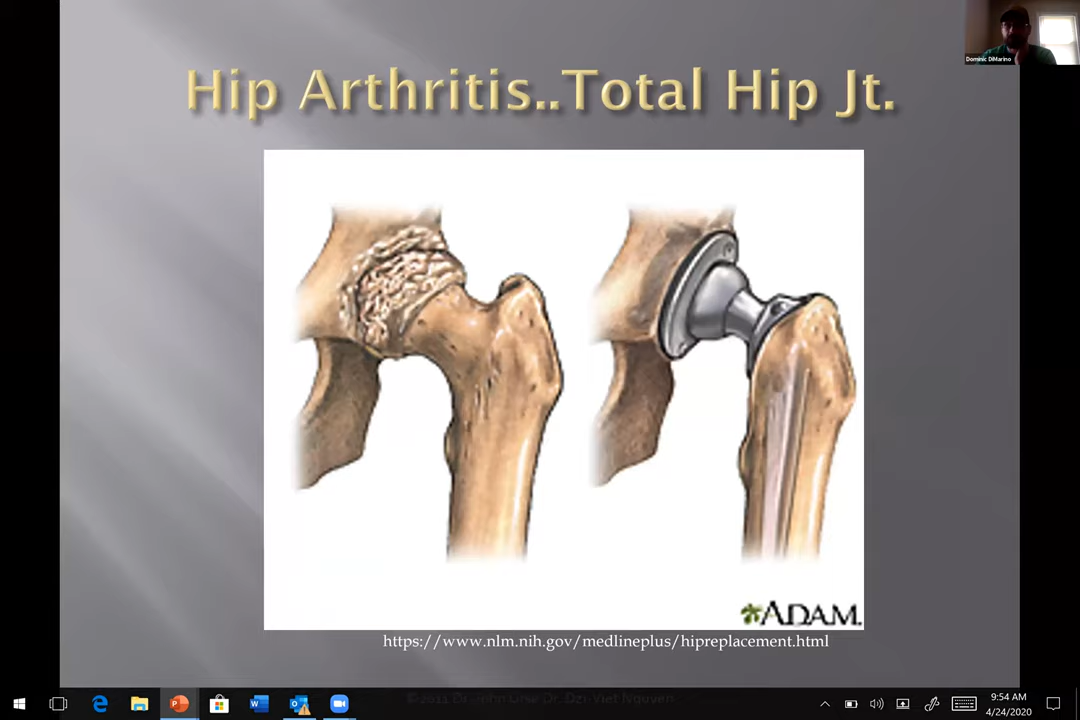 Dominic DiMarino
Hip Arthritis..Total Hip Jt.
ADAM.
https://www.nlm.nih.gov/medlineplus/hipreplacement.html
9:54 AM
4/24/2020